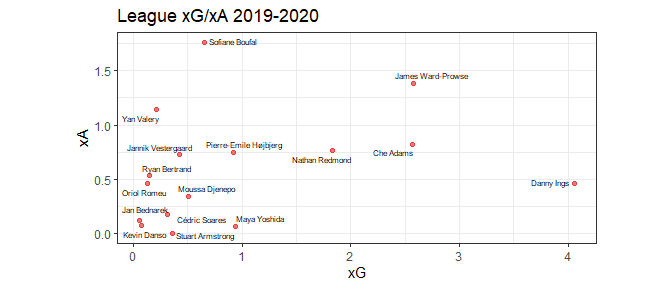 League xG/xA 2019-2020
Sofiane Boufal
1.5
James Ward-Prowse
Yan Valery
xA
1.0
Jannik Vestergaard
Pierre-Emile Højbjerg
Nathan Redmond
Che Adams
Ryan Bertrand
0.5
Oriol Romeu
Moussa Djenepo
Danny Ings
Jan Bednarek
Cédric Soares
Maya Yoshida
0.0
Kevin Danso
Stuart Armstrong
0
1
2
3
4
xG